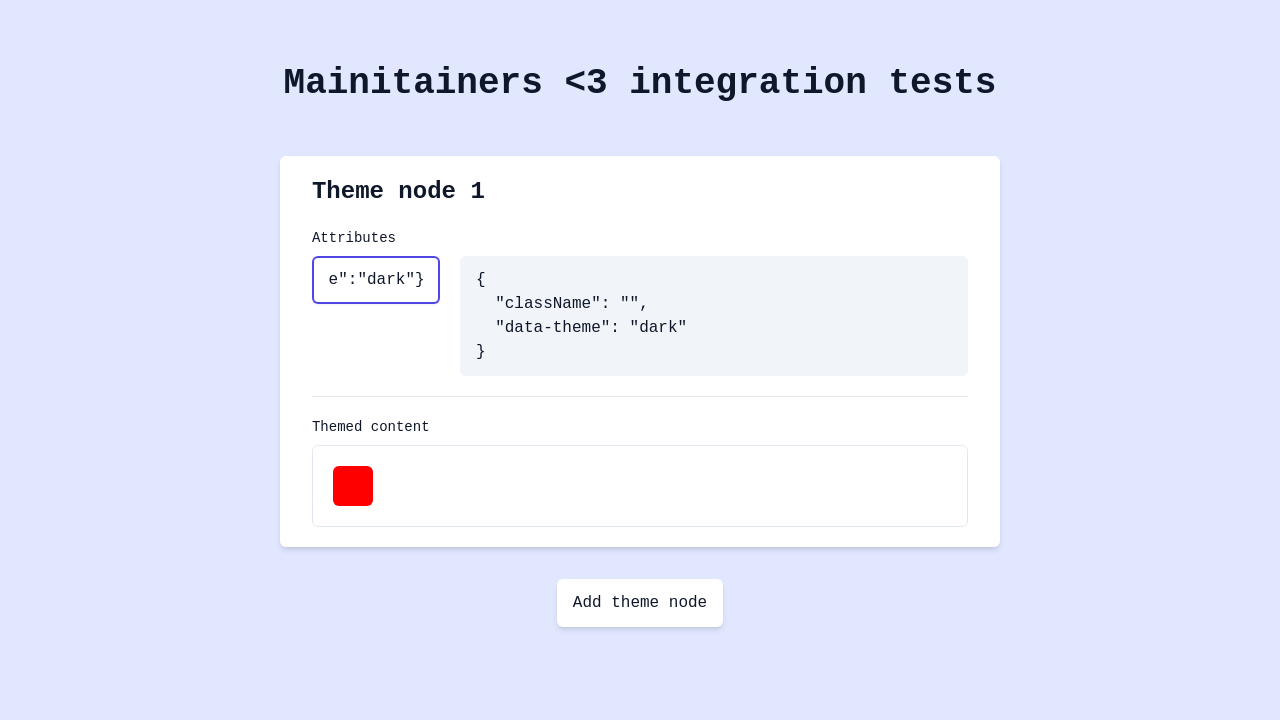 Mainitainers <3 integration tests
Theme node 1
Attributes
e":"dark"}
{
  "className": "",
  "data-theme": "dark"
}
Themed content
Add theme node